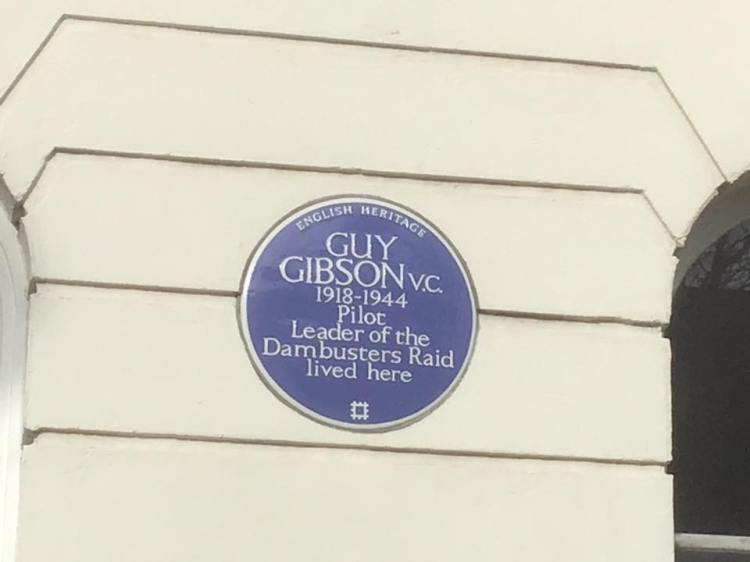 ENGLISH HERITAGE
GUY
GIBSON V.C.
1918-1944
Pilot
Leader of the
Dambusters Raid
lived here